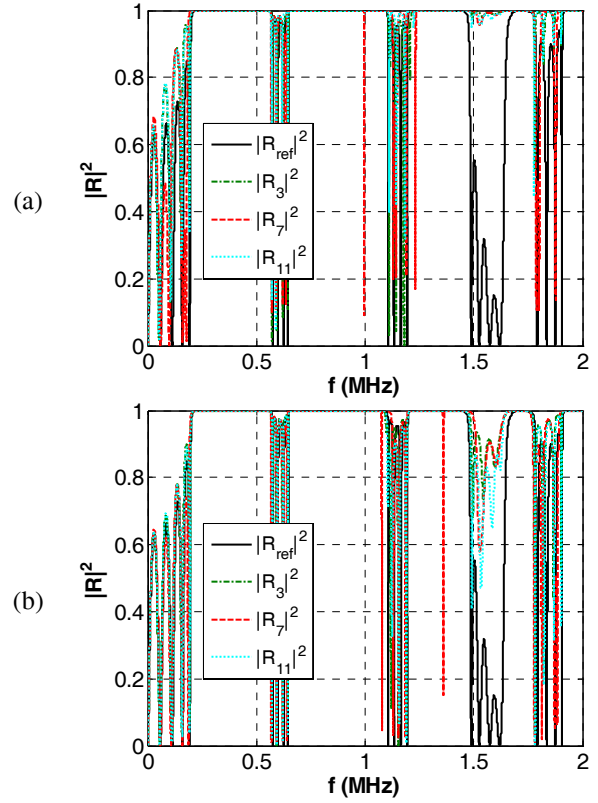 1
0.8
0.6
0.4
0.2
0
|R|²
(a)
|R_ref|²
|R_3|²
|R_7|²
|R_11|²
0 0.5 1 1.5 2
f (MHz)
1
0.8
0.6
0.4
0.2
0
|R|²
(b)
|R_ref|²
|R_3|²
|R_7|²
|R_11|²
0 0.5 1 1.5 2
f (MHz)